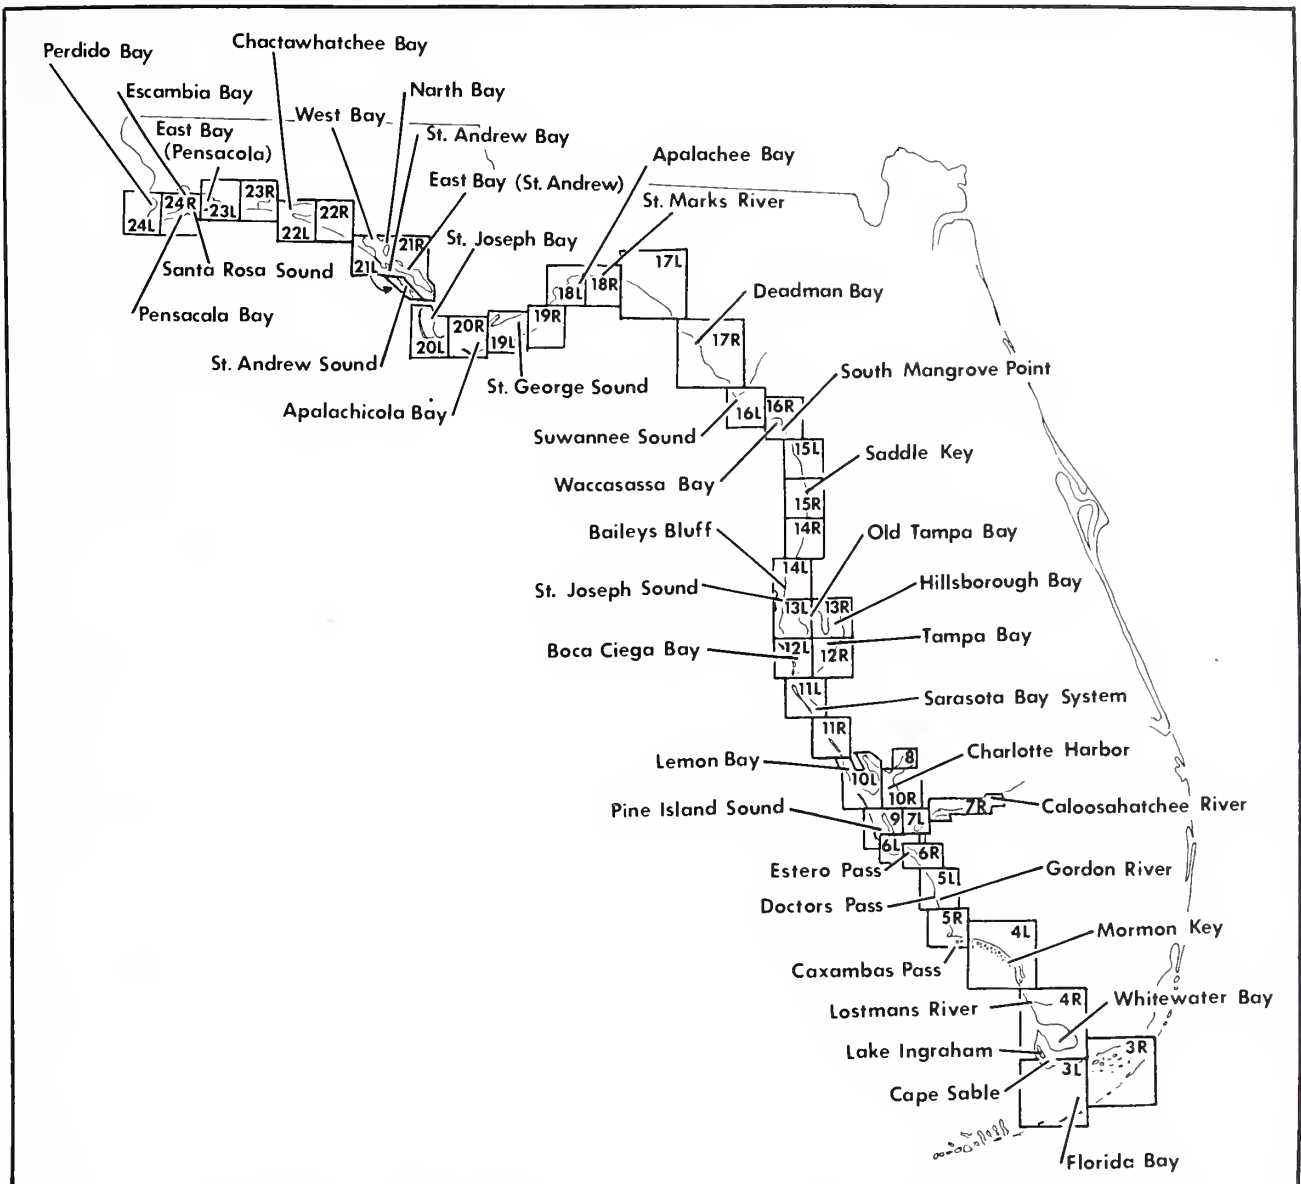 Chactawhatchee Bay
Perdido Bay
Escambia Bay
North Bay
West Bay
East Bay
(Pensacola)
St. Andrew Bay
Apalachee Bay
East Bay (St. Andrew)
St. Marks River
23R
24R
23L
22R
24L
22L
21R
St. Joseph Bay
17L
21L
Santa Rosa Sound
18R
18L
Deadman Bay
Pensacala Bay
19R
20R
17R
19L
20L
St. Andrew Sound
South Mangrove Point
St. George Sound
16R
Apalachicola Bay
16L
Suwannee Sound
15L
Saddle Key
Waccasassa Bay
15R
14R
Baileys Bluff
Old Tampa Bay
14L
Hillsborough Bay
St. Joseph Sound
13L
13R
Tampa Bay
Boca Ciega Bay
12L
12R
11L
Sarasota Bay System
11R
Charlotte Harbor
Lemon Bay
8
10L
10R
Caloosahatchee River
7R
Pine Island Sound
9
7L
6L
6R
Estero Pass
Gordon River
5L
Doctors Pass
5R
4L
Mormon Key
Caxambas Pass
Whitewater Bay
4R
Lostmans River
Lake Ingraham
3R
3L
Cape Sable
Florida Bay